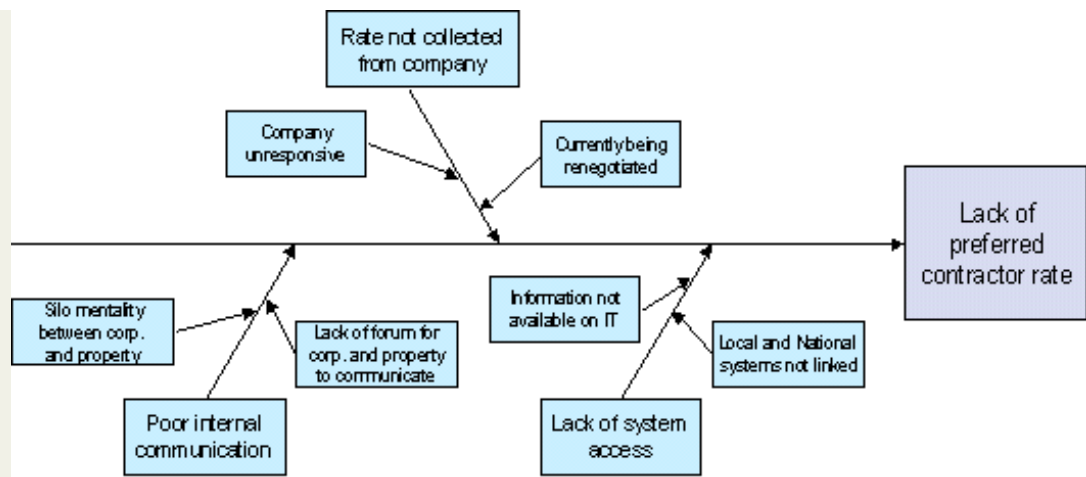 Rate not collected
from company
Company
unresponsive
Currently being
renegotiated
Lack of
preferred
contractor rate
Silo mentality
between corp.
and property
Lack of forum for
corp. and property
to communicate
Information not
available on IT
Local and National
systems not linked
Poor internal
communication
Lack of system
access